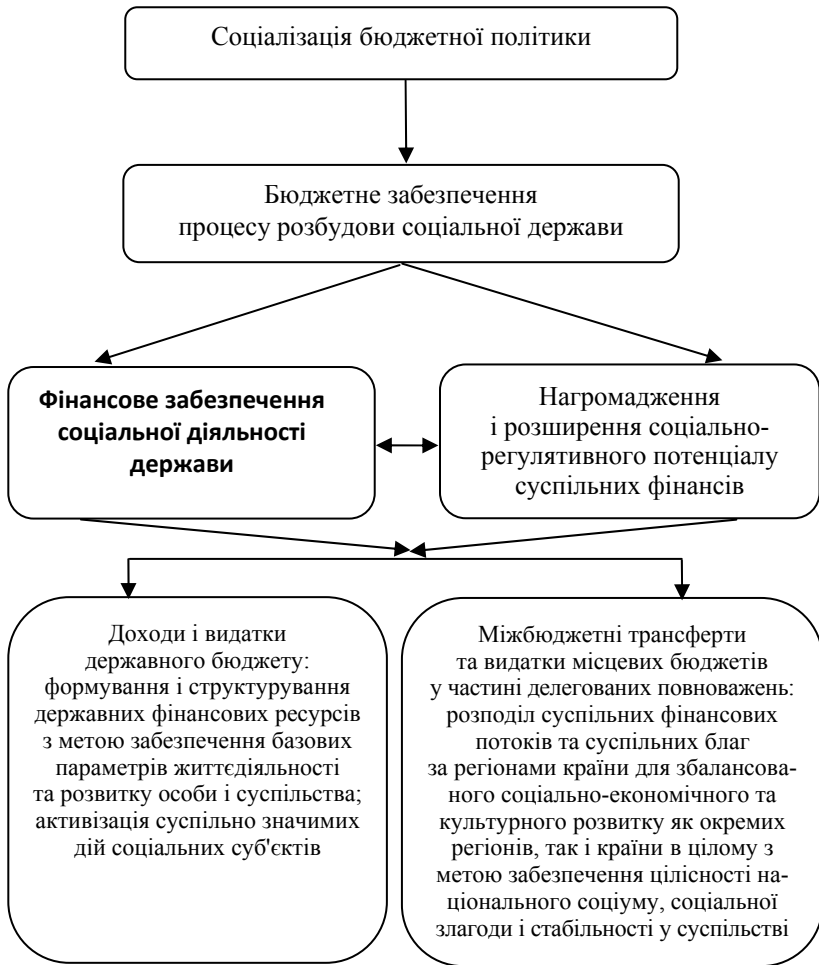 Соціалізація бюджетної політики
Бюджетне забезпечення
процесу розбудови соціальної держави
Фінансове забезпечення
соціальної діяльності
держави
Нагромадження
і розширення соціально-
регулятивного потенціалу
суспільних фінансів
Доходи і видатки
державного бюджету:
формування і структурування
державних фінансових ресурсів
з метою забезпечення базових
параметрів життєдіяльності
та розвитку особи і суспільства;
активізація суспільно значимих
дій соціальних суб'єктів
Міжбюджетні трансферти
та видатки місцевих бюджетів
у частині делегованих повноважень:
розподіл суспільних фінансових
потоків та суспільних благ
за регіонами країни для збалансова-
ного соціально-економічного та
культурного розвитку як окремих
регіонів, так і країни в цілому з
метою забезпечення цілісності на-
ціонального соціуму, соціальної
злагоди і стабільності у суспільстві